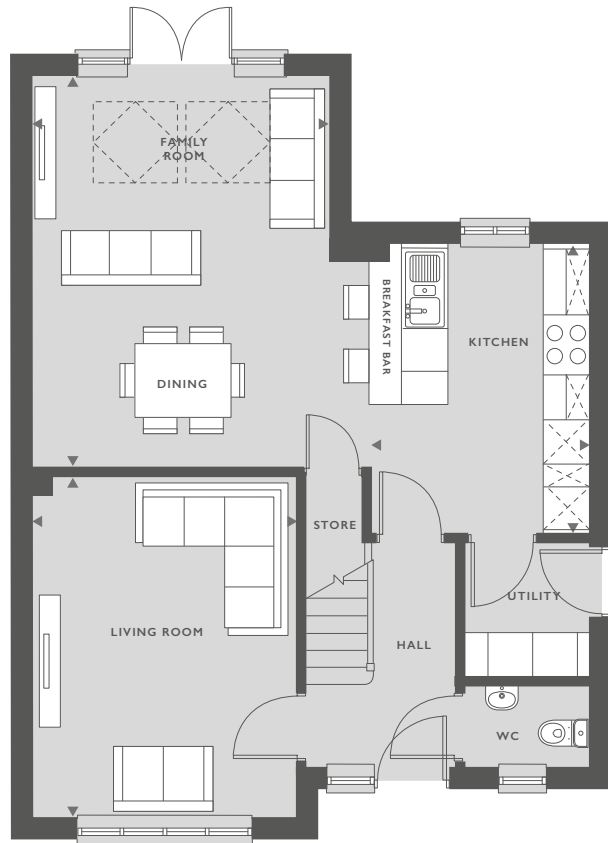 FAMILY
ROOM
BREAKFAST BAR
KITCHEN
DINING
STORE
UTILITY
LIVING ROOM
HALL
WC